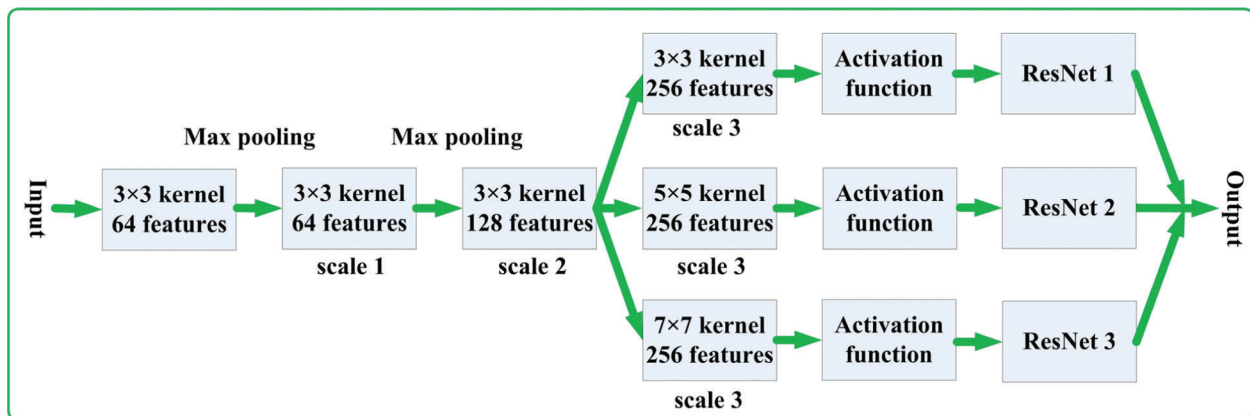 Input
3×3 kernel
64 features
Max pooling
3×3 kernel
64 features
scale 1
Max pooling
3×3 kernel
128 features
scale 2
3×3 kernel
256 features
scale 3
Activation
function
ResNet 1
5×5 kernel
256 features
scale 3
Activation
function
ResNet 2
7×7 kernel
256 features
scale 3
Activation
function
ResNet 3
Output